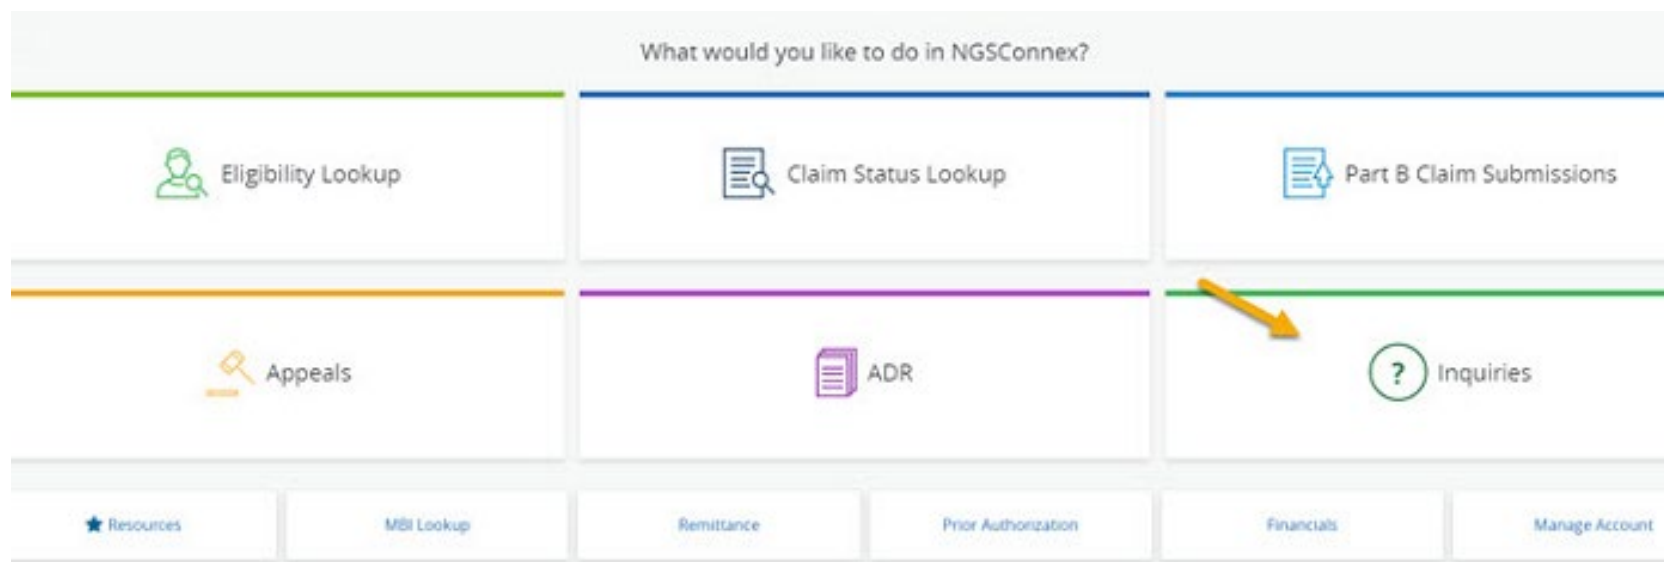 What would you like to do in NGSConnex?
Eligibility Lookup
Claim Status Lookup
Part B Claim Submissions
Appeals
ADR
? Inquiries
Resources
MBI Lookup
Remittance
Prior Authorization
Financials
Manage Account